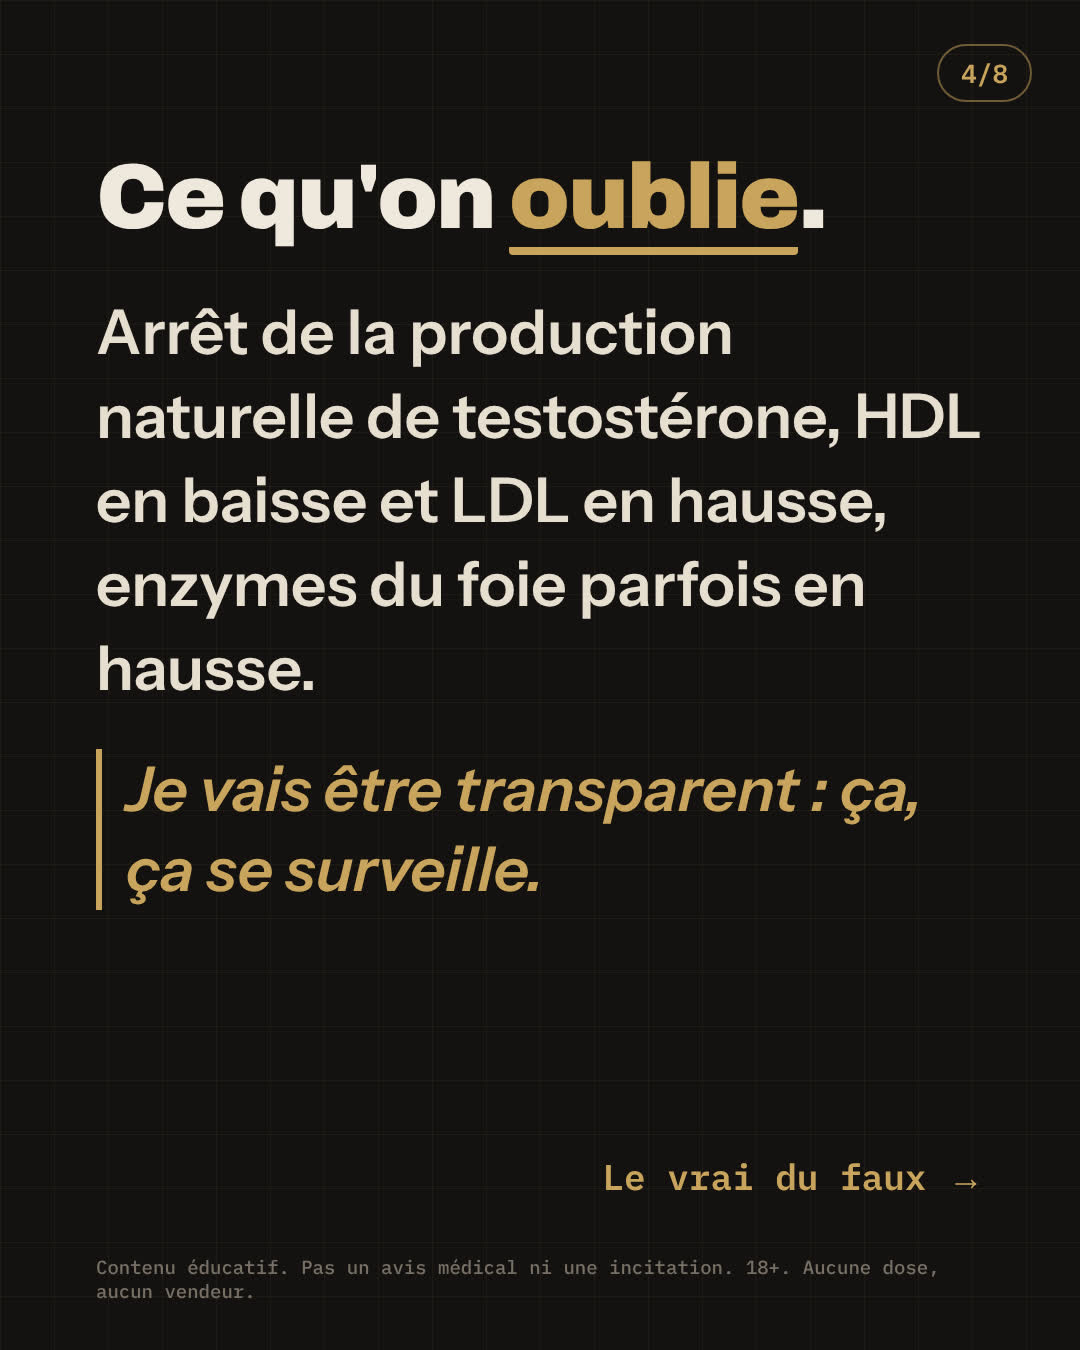 4/8
Ce qu'on oublie.
Arrêt de la production
naturelle de testostérone, HDL
en baisse et LDL en hausse,
enzymes du foie parfois en
hausse.
Je vais être transparent : ça,
ça se surveille.
Le vrai du faux →
Contenu éducatif. Pas un avis médical ni une incitation. 18+. Aucune dose,
aucun vendeur.